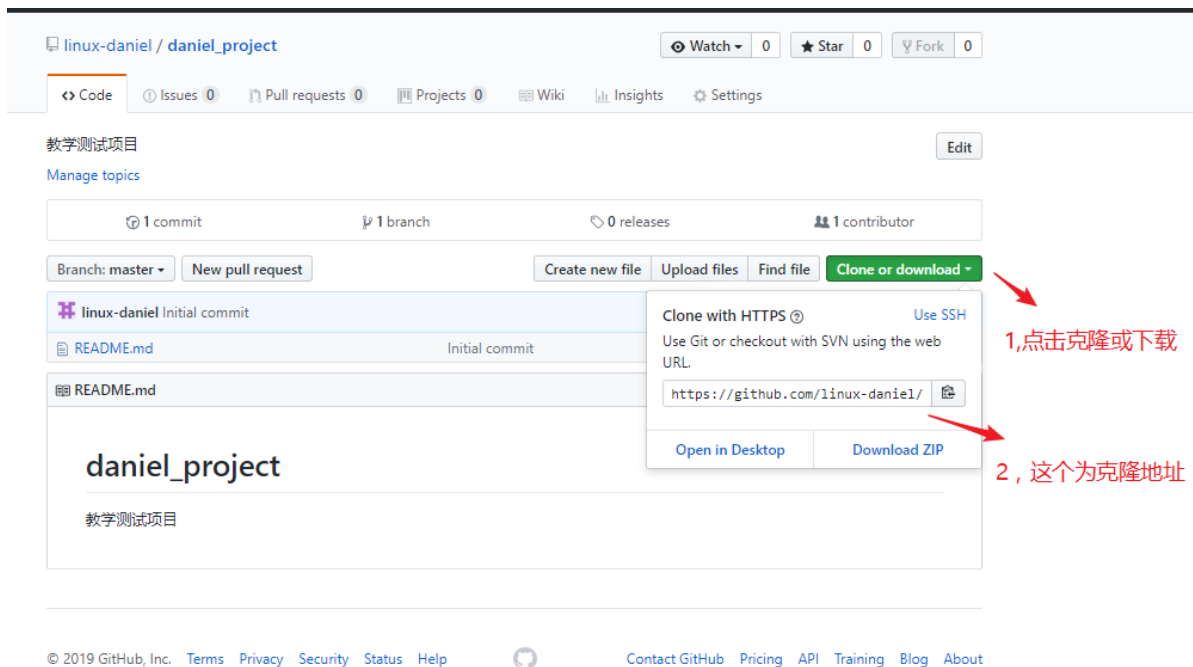 linux-daniel / daniel_project
Watch 0 Star 0 Fork 0
Code Issues 0 Pull requests 0 Projects 0 Wiki Insights Settings
教学测试项目
Edit
Manage topics
1 commit 1 branch 0 releases 1 contributor
Branch: master New pull request Create new file Upload files Find file Clone or download
linux-daniel Initial commit
README.md Initial commit
README.md
Clone with HTTPS Use SSH
Use Git or checkout with SVN using the web
URL.
https://github.com/linux-daniel/
Open in Desktop Download ZIP
1,点击克隆或下载
2，这个为克隆地址
daniel_project
教学测试项目
© 2019 GitHub, Inc. Terms Privacy Security Status Help Contact GitHub Pricing API Training Blog About